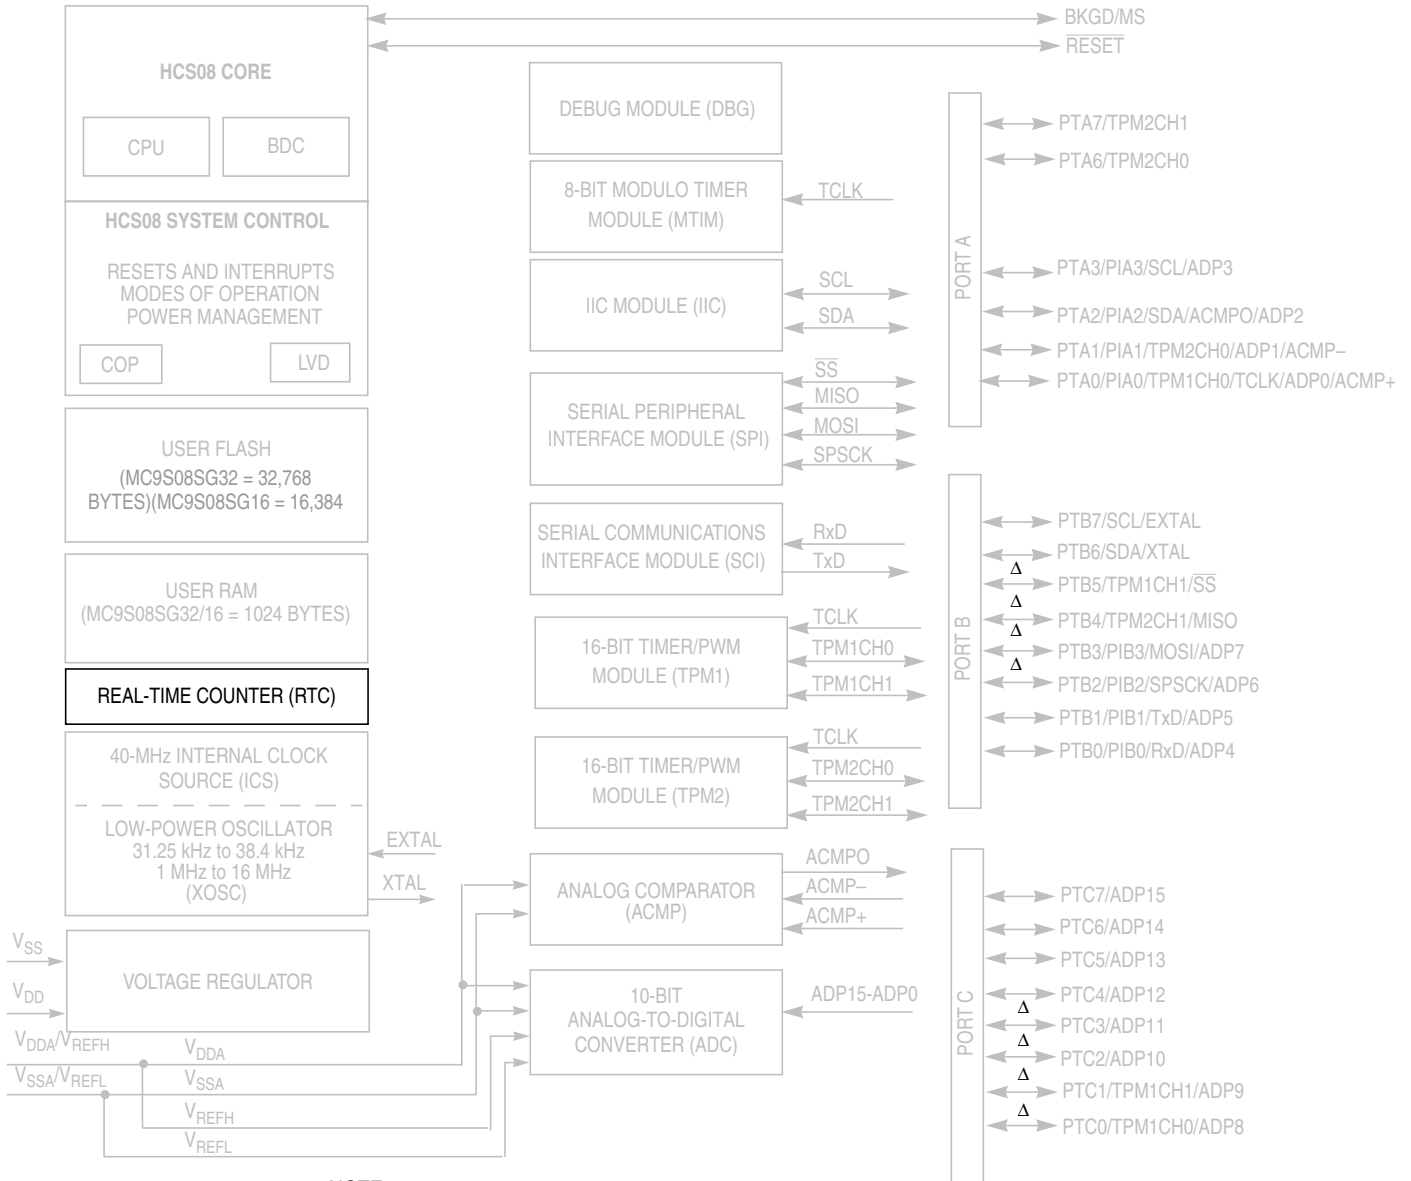 BKGD/MS
RESET
HCS08 CORE
CPU
BDC
HCS08 SYSTEM CONTROL
RESETS AND INTERRUPTS
MODES OF OPERATION
POWER MANAGEMENT
COP
LVD
USER FLASH
(MC9S08SG32 = 32,768
BYTES)(MC9S08SG16 = 16,384
USER RAM
(MC9S08SG32/16 = 1024 BYTES)
REAL-TIME COUNTER (RTC)
40-MHz INTERNAL CLOCK
SOURCE (ICS)
LOW-POWER OSCILLATOR
31.25 kHz to 38.4 kHz
1 MHz to 16 MHz
(XOSC)
EXTAL
XTAL
VSS
VDD
VOLTAGE REGULATOR
VDDA/VREFH
VSSA/VREFL
VDDA
VSSA
VREFH
VREFL
DEBUG MODULE (DBG)
8-BIT MODULO TIMER
MODULE (MTIM)
TCLK
IIC MODULE (IIC)
SCL
SDA
SERIAL PERIPHERAL
INTERFACE MODULE (SPI)
SS
MISO
MOSI
SPSCK
SERIAL COMMUNICATIONS
INTERFACE MODULE (SCI)
RxD
TxD
16-BIT TIMER/PWM
MODULE (TPM1)
TCLK
TPM1CH0
TPM1CH1
16-BIT TIMER/PWM
MODULE (TPM2)
TCLK
TPM2CH0
TPM2CH1
ANALOG COMPARATOR
(ACMP)
ACMPO
ACMP–
ACMP+
10-BIT
ANALOG-TO-DIGITAL
CONVERTER (ADC)
ADP15-ADP0
PORT A
PTA7/TPM2CH1
PTA6/TPM2CH0
PTA3/PIA3/SCL/ADP3
PTA2/PIA2/SDA/ACMPO/ADP2
PTA1/PIA1/TPM2CH0/ADP1/ACMP–
PTA0/PIA0/TPM1CH0/TCLK/ADP0/ACMP+
PORT B
PTB7/SCL/EXTAL
PTB6/SDA/XTAL
Δ
PTB5/TPM1CH1/SS
Δ
PTB4/TPM2CH1/MISO
Δ
PTB3/PIB3/MOSI/ADP7
Δ
PTB2/PIB2/SPSCK/ADP6
PTB1/PIB1/TxD/ADP5
PTB0/PIB0/RxD/ADP4
PORT C
PTC7/ADP15
PTC6/ADP14
PTC5/ADP13
PTC4/ADP12
Δ
PTC3/ADP11
Δ
PTC2/ADP10
Δ
PTC1/TPM1CH1/ADP9
Δ
PTC0/TPM1CH0/ADP8